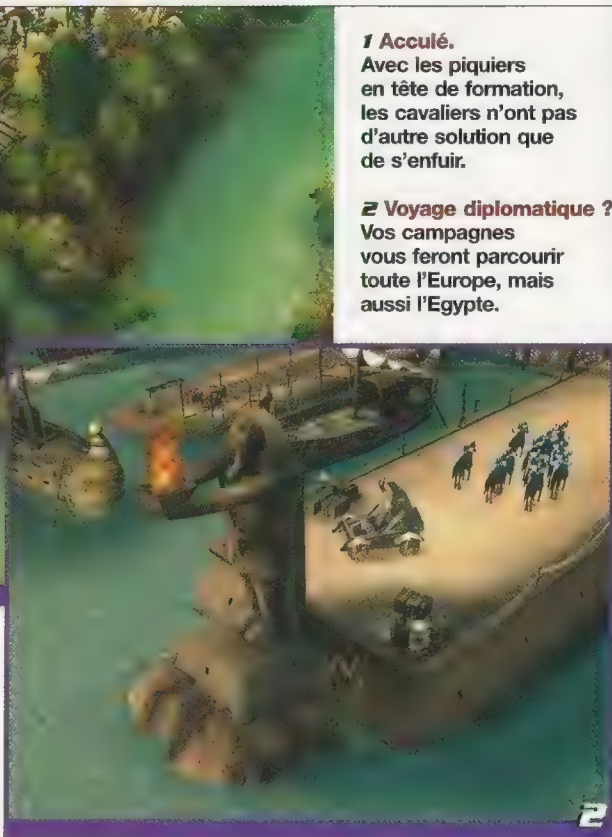 1 Acculé.
Avec les piquiers
en tête de formation,
les cavaliers n'ont pas
d'autre solution que
de s'enfuir.
2 Voyage diplomatique ?
Vos campagnes
vous feront parcourir
toute l'Europe, mais
aussi l'Egypte.
2